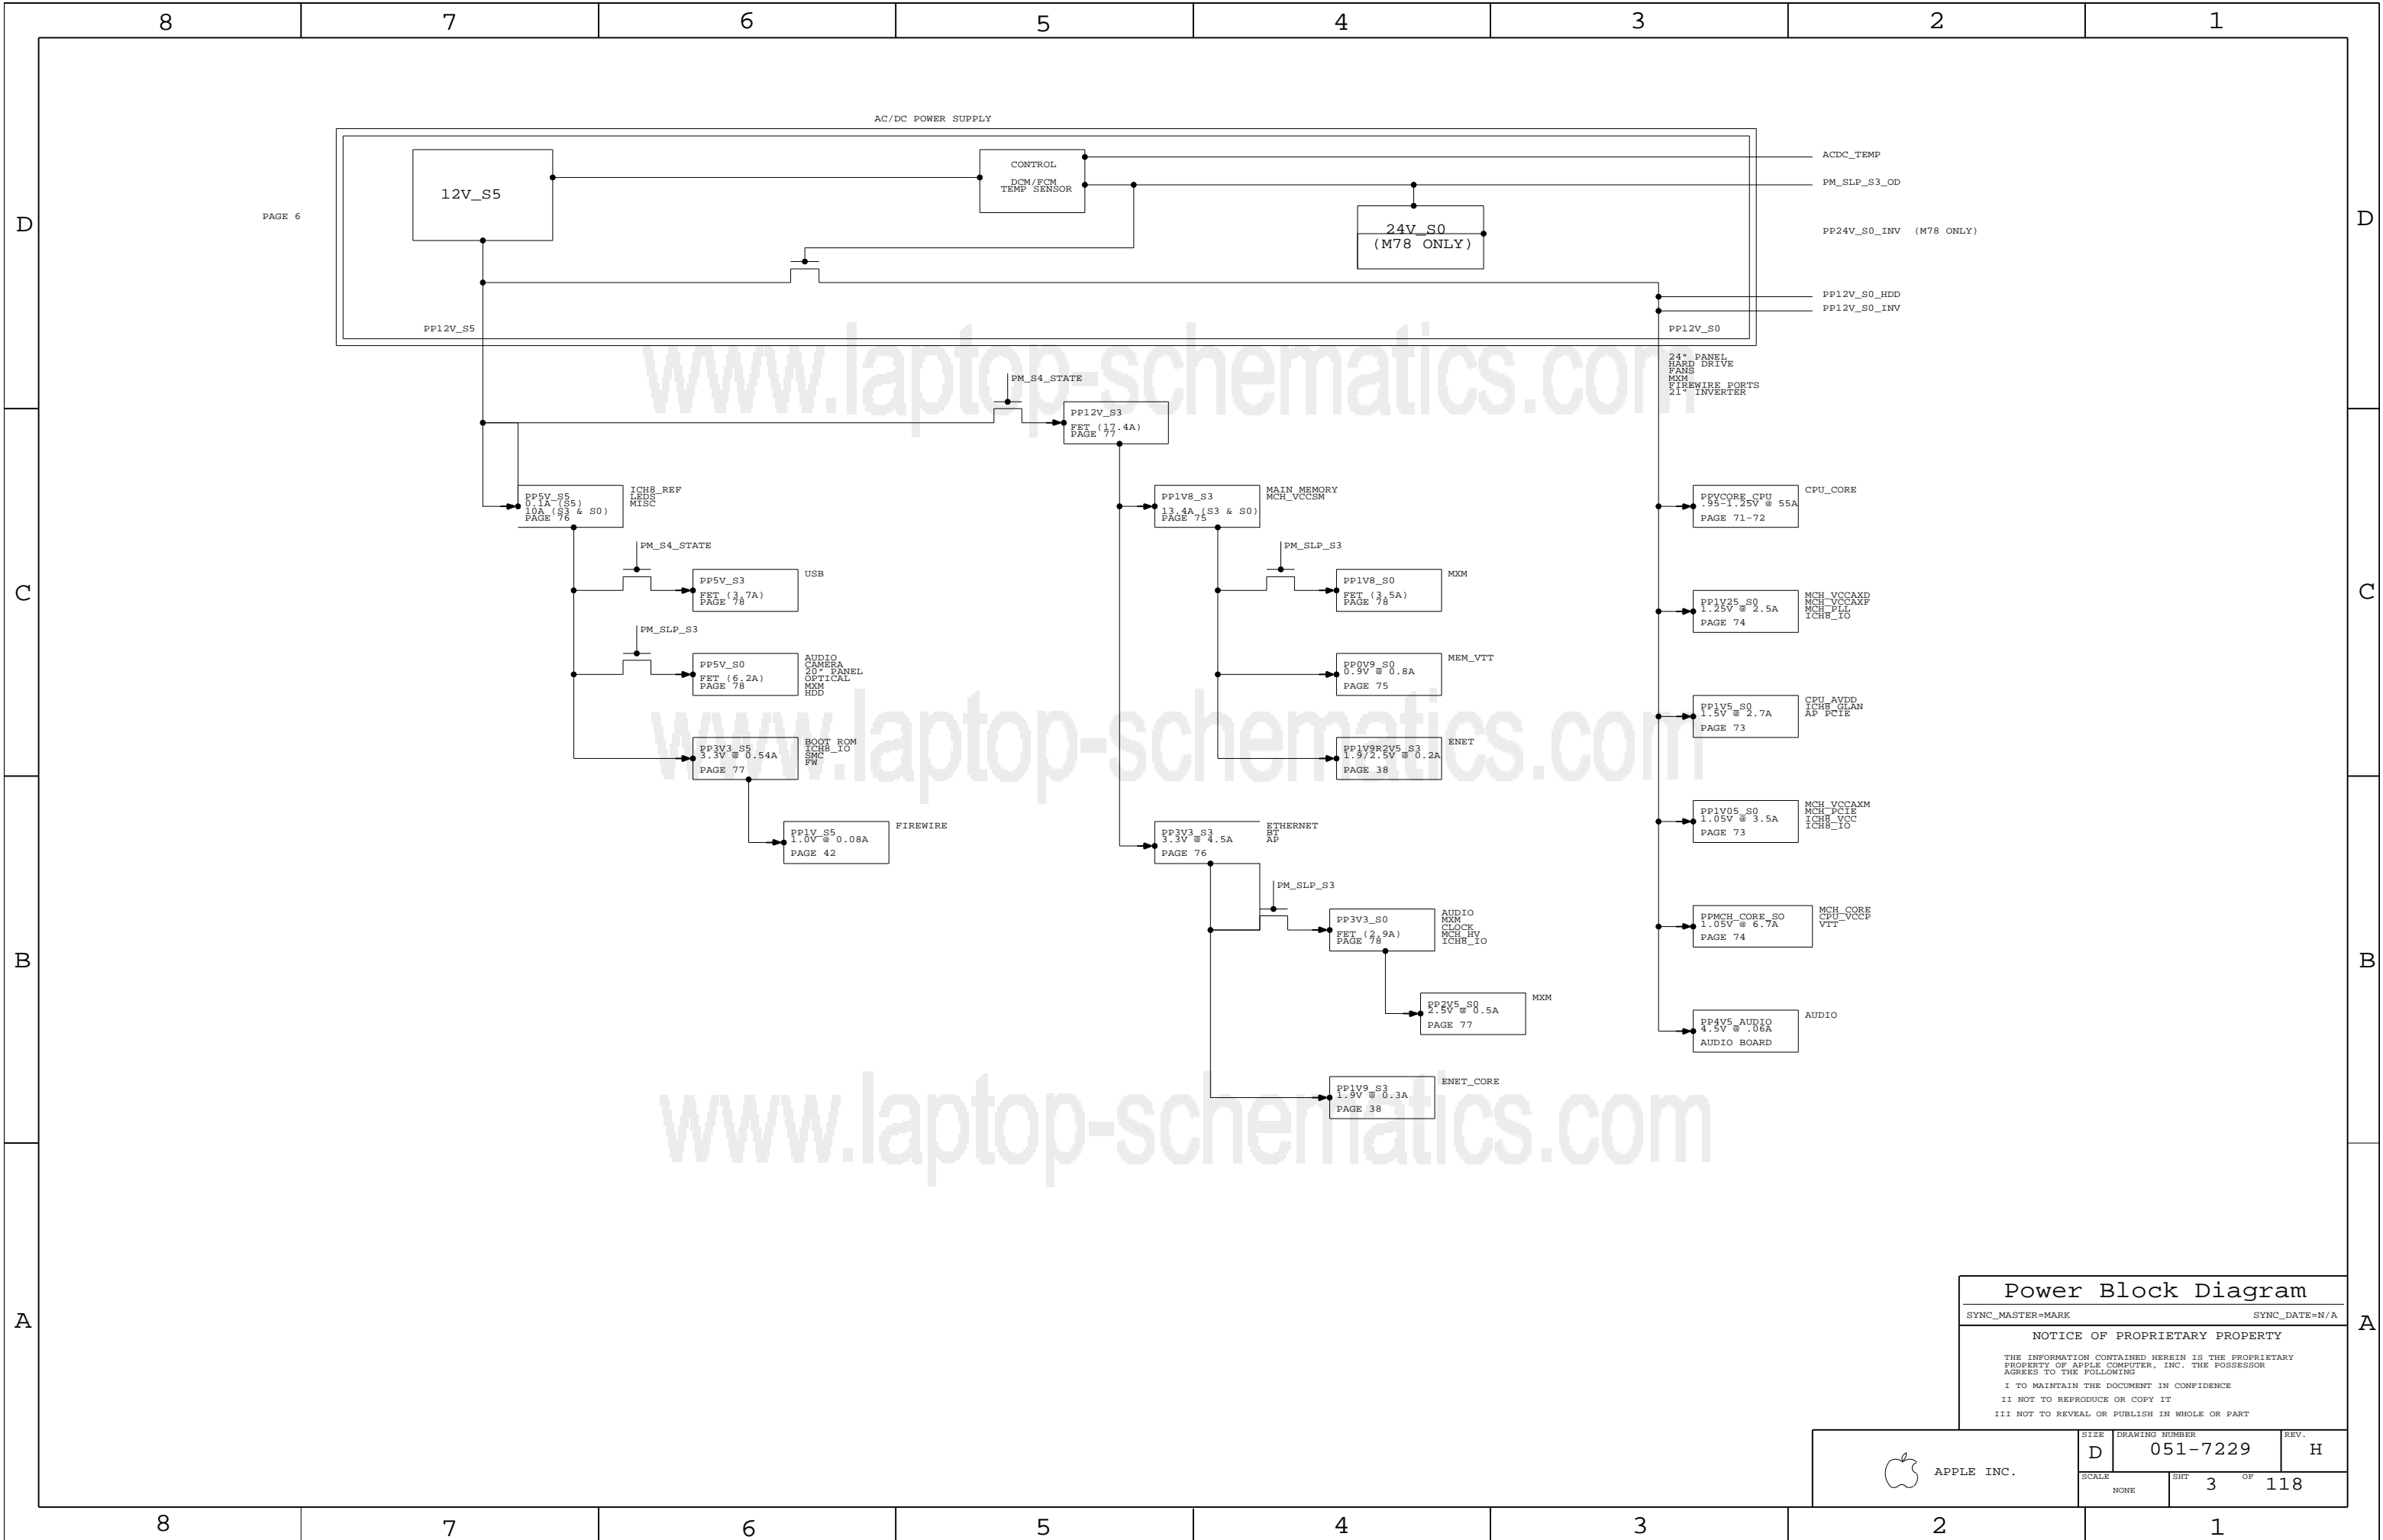 8 7 6 5 4 3 2 1
AC/DC POWER SUPPLY
12V_S5
CONTROL
DCM/FCM
TEMP SENSOR
ACDC_TEMP
PM_SLP_S3_OD
PAGE 6
D
D
24V_S0
(M78 ONLY)
PP24V_S0_INV (M78 ONLY)
PP12V_S0_HDD
PP12V_S0_INV
PP12V_S5
PP12V_S0
www.laptop-schematics.com
24" PANEL
HARD DRIVE
FANS
MXM
FIREWIRE PORTS
21" INVERTER
PM_S4_STATE
PP12V_S3
FET (17.4A)
PAGE 77
PP5V_S5
0.1A (S5)
10A (S3 & S0)
PAGE 76
ICH8_REF
LEDS
MISC
PP1V8_S3
13.4A (S3 & S0)
PAGE 75
MAIN MEMORY
MCH_VCCSM
PPVCORE_CPU
.95-1.25V @ 55A
PAGE 71-72
CPU_CORE
PM_S4_STATE
PP5V_S3
FET (3.7A)
PAGE 78
USB
PM_SLP_S3
PP1V8_S0
FET (3.5A)
PAGE 78
MXM
C
C
PP1V25_S0
1.25V @ 2.5A
PAGE 74
MCH_VCCAXD
MCH_VCCAXF
MCH_PLL
ICH8_IO
PM_SLP_S3
PP5V_S0
FET (6.2A)
PAGE 78
AUDIO
CAMERA
20" PANEL
OPTICAL
MXM
HDD
PP0V9_S0
0.9V @ 0.8A
PAGE 75
MEM_VTT
PP1V5_S0
1.5V @ 2.7A
PAGE 73
CPU_AVDD
ICH8_GLAN
AP PCIE
www.laptop-schematics.com
PP3V3_S5
3.3V @ 0.54A
PAGE 77
BOOT ROM
ICH8_IO
SMC
FW
PP1V9R2V5_S3
1.9/2.5V @ 0.2A
PAGE 38
ENET
PP1V_S5
1.0V @ 0.08A
PAGE 42
FIREWIRE
PP3V3_S3
3.3V @ 4.5A
PAGE 76
ETHERNET
BT
AP
PP1V05_S0
1.05V @ 3.5A
PAGE 73
MCH_VCCAXM
MCH_PCIE
ICH8_VCC
ICH8_IO
PM_SLP_S3
PP3V3_S0
FET (2.9A)
PAGE 78
AUDIO
MXM
CLOCK
MCH_HV
ICH8_IO
PPMCH_CORE_SO
1.05V @ 6.7A
PAGE 74
MCH_CORE
CPU_VCCP
VTT
B
B
PP2V5_S0
2.5V @ 0.5A
PAGE 77
MXM
PP4V5_AUDIO
4.5V @ .06A
AUDIO BOARD
AUDIO
PP1V9_S3
1.9V @ 0.3A
PAGE 38
ENET_CORE
www.laptop-schematics.com
A
A
Power Block Diagram
SYNC_MASTER=MARK SYNC_DATE=N/A
NOTICE OF PROPRIETARY PROPERTY
THE INFORMATION CONTAINED HEREIN IS THE PROPRIETARY
PROPERTY OF APPLE COMPUTER, INC. THE POSSESSOR
AGREES TO THE FOLLOWING
I TO MAINTAIN THE DOCUMENT IN CONFIDENCE
II NOT TO REPRODUCE OR COPY IT
III NOT TO REVEAL OR PUBLISH IN WHOLE OR PART
APPLE INC.
SIZE
D
DRAWING NUMBER
051-7229
REV.
H
SCALE
NONE
SHT 3 OF 118
8 7 6 5 4 3 2 1